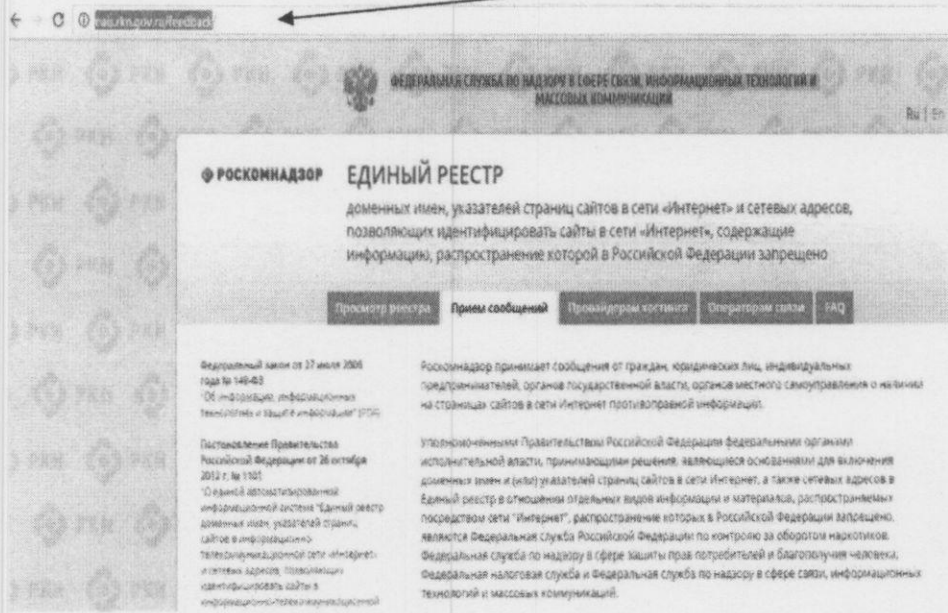 eais.rkn.gov.ru/feedback
ФЕДЕРАЛЬНАЯ СЛУЖБА ПО НАДЗОРУ В СФЕРЕ СВЯЗИ, ИНФОРМАЦИОННЫХ ТЕХНОЛОГИЙ И
МАССОВЫХ КОММУНИКАЦИЙ
Ru | En
РОСКОМНАДЗОР
ЕДИНЫЙ РЕЕСТР
доменных имен, указателей страниц сайтов в сети «Интернет» и сетевых адресов,
позволяющих идентифицировать сайты в сети «Интернет», содержащие
информацию, распространение которой в Российской Федерации запрещено
Просмотр реестра Прием сообщений Провайдерам хостинга Операторам связи FAQ
Федеральный закон от 27 июля 2006
года № 149-ФЗ
"Об информации, информационных
технологиях и защите информации"
Постановление Правительства
Российской Федерации от 26 октября
2012 г. № 1101
"О единой автоматизированной
информационной системе "Единый реестр
доменных имен, указателей страниц
сайтов в информационно-
телекоммуникационной сети «Интернет»
и сетевых адресов, позволяющих
идентифицировать сайты в
информационно-телекоммуникационной
Роскомнадзор принимает сообщения от граждан, юридических лиц, индивидуальных
предпринимателей, органов государственной власти, органов местного самоуправления о наличии
на страницах сайтов в сети Интернет противоправной информации.
Уполномоченными Правительством Российской Федерации федеральными органами
исполнительной власти, принимающими решения, являющиеся основаниями для включения
доменных имен и (или) указателей страниц сайтов в сети Интернет, а также сетевых адресов в
Единый реестр в отношении отдельных видов информации и материалов, распространяемых
посредством сети "Интернет", распространение которых в Российской Федерации запрещено,
являются Федеральная служба Российской Федерации по контролю за оборотом наркотиков,
Федеральная служба по надзору в сфере защиты прав потребителей и благополучия человека,
Федеральная налоговая служба и Федеральная служба по надзору в сфере связи, информационных
технологий и массовых коммуникаций.